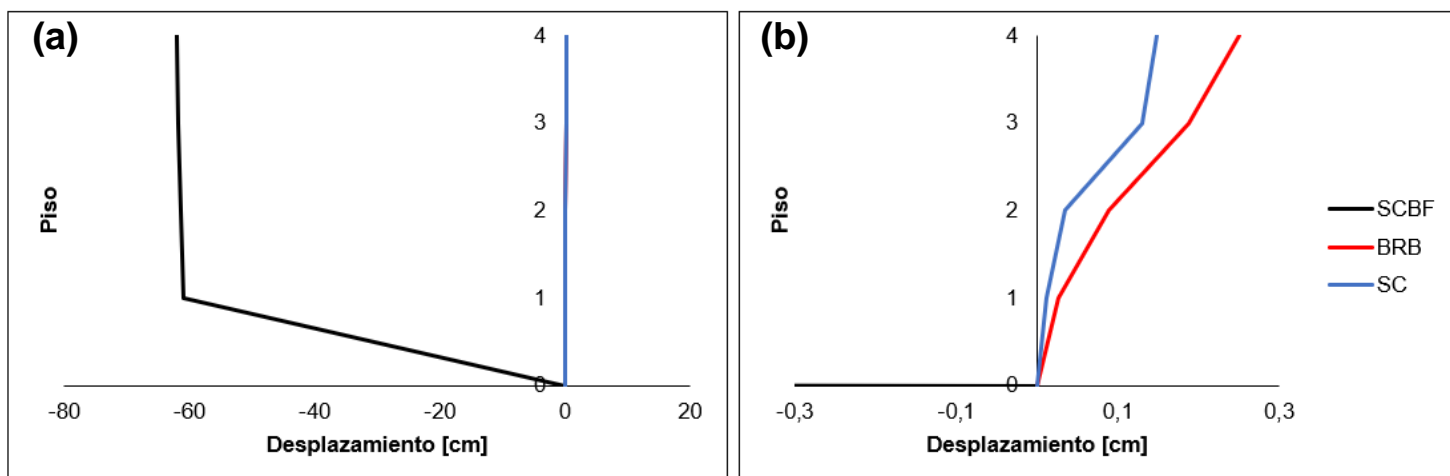 (a)
4
3
2
1
0
Piso
-80
-60
-40
-20
0
20
Desplazamiento [cm]
(b)
4
3
2
1
0
Piso
-0,3
-0,1
0,1
0,3
Desplazamiento [cm]
SCBF
BRB
SC